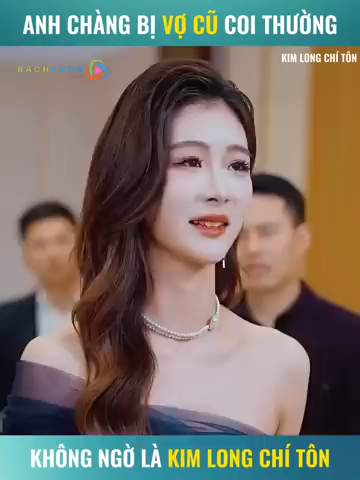 ANH CHÀNG BỊ VỢ CŨ COI THƯỜNG
KIM LONG CHÍ TÔN
KHÔNG NGỜ LÀ KIM LONG CHÍ TÔN